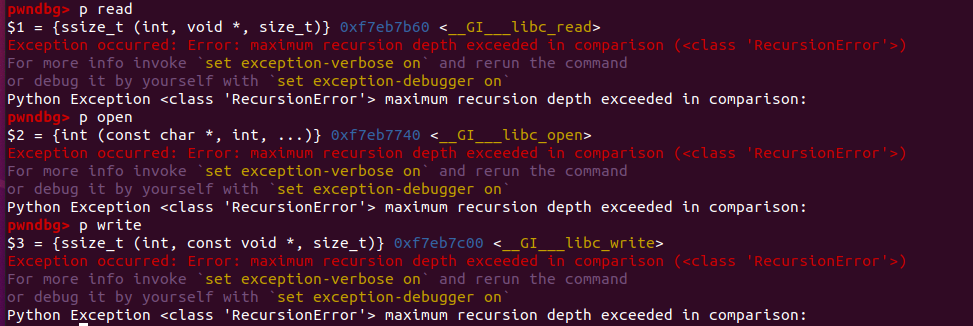 pwndbg> p read
$1 = {ssize_t (int, void *, size_t)} 0xf7eb7b60 <__GI___libc_read>
Exception occurred: Error: maximum recursion depth exceeded in comparison (<class 'RecursionError'>)
For more info invoke `set exception-verbose on` and rerun the command
or debug it by yourself with `set exception-debugger on`
Python Exception <class 'RecursionError'> maximum recursion depth exceeded in comparison:
pwndbg> p open
$2 = {int (const char *, int, ...)} 0xf7eb7740 <__GI___libc_open>
Exception occurred: Error: maximum recursion depth exceeded in comparison (<class 'RecursionError'>)
For more info invoke `set exception-verbose on` and rerun the command
or debug it by yourself with `set exception-debugger on`
Python Exception <class 'RecursionError'> maximum recursion depth exceeded in comparison:
pwndbg> p write
$3 = {ssize_t (int, const void *, size_t)} 0xf7eb7c00 <__GI___libc_write>
Exception occurred: Error: maximum recursion depth exceeded in comparison (<class 'RecursionError'>)
For more info invoke `set exception-verbose on` and rerun the command
or debug it by yourself with `set exception-debugger on`
Python Exception <class 'RecursionError'> maximum recursion depth exceeded in comparison: